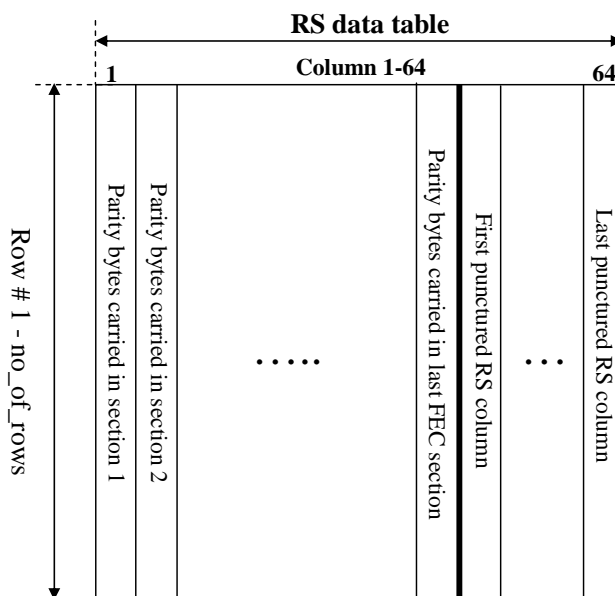 RS data table
1
Column 1-64
64
Row # 1 - no_of_rows
Parity bytes carried in section 1
Parity bytes carried in section 2
.....
Parity bytes carried in last FEC section
First punctured RS column
...
Last punctured RS column